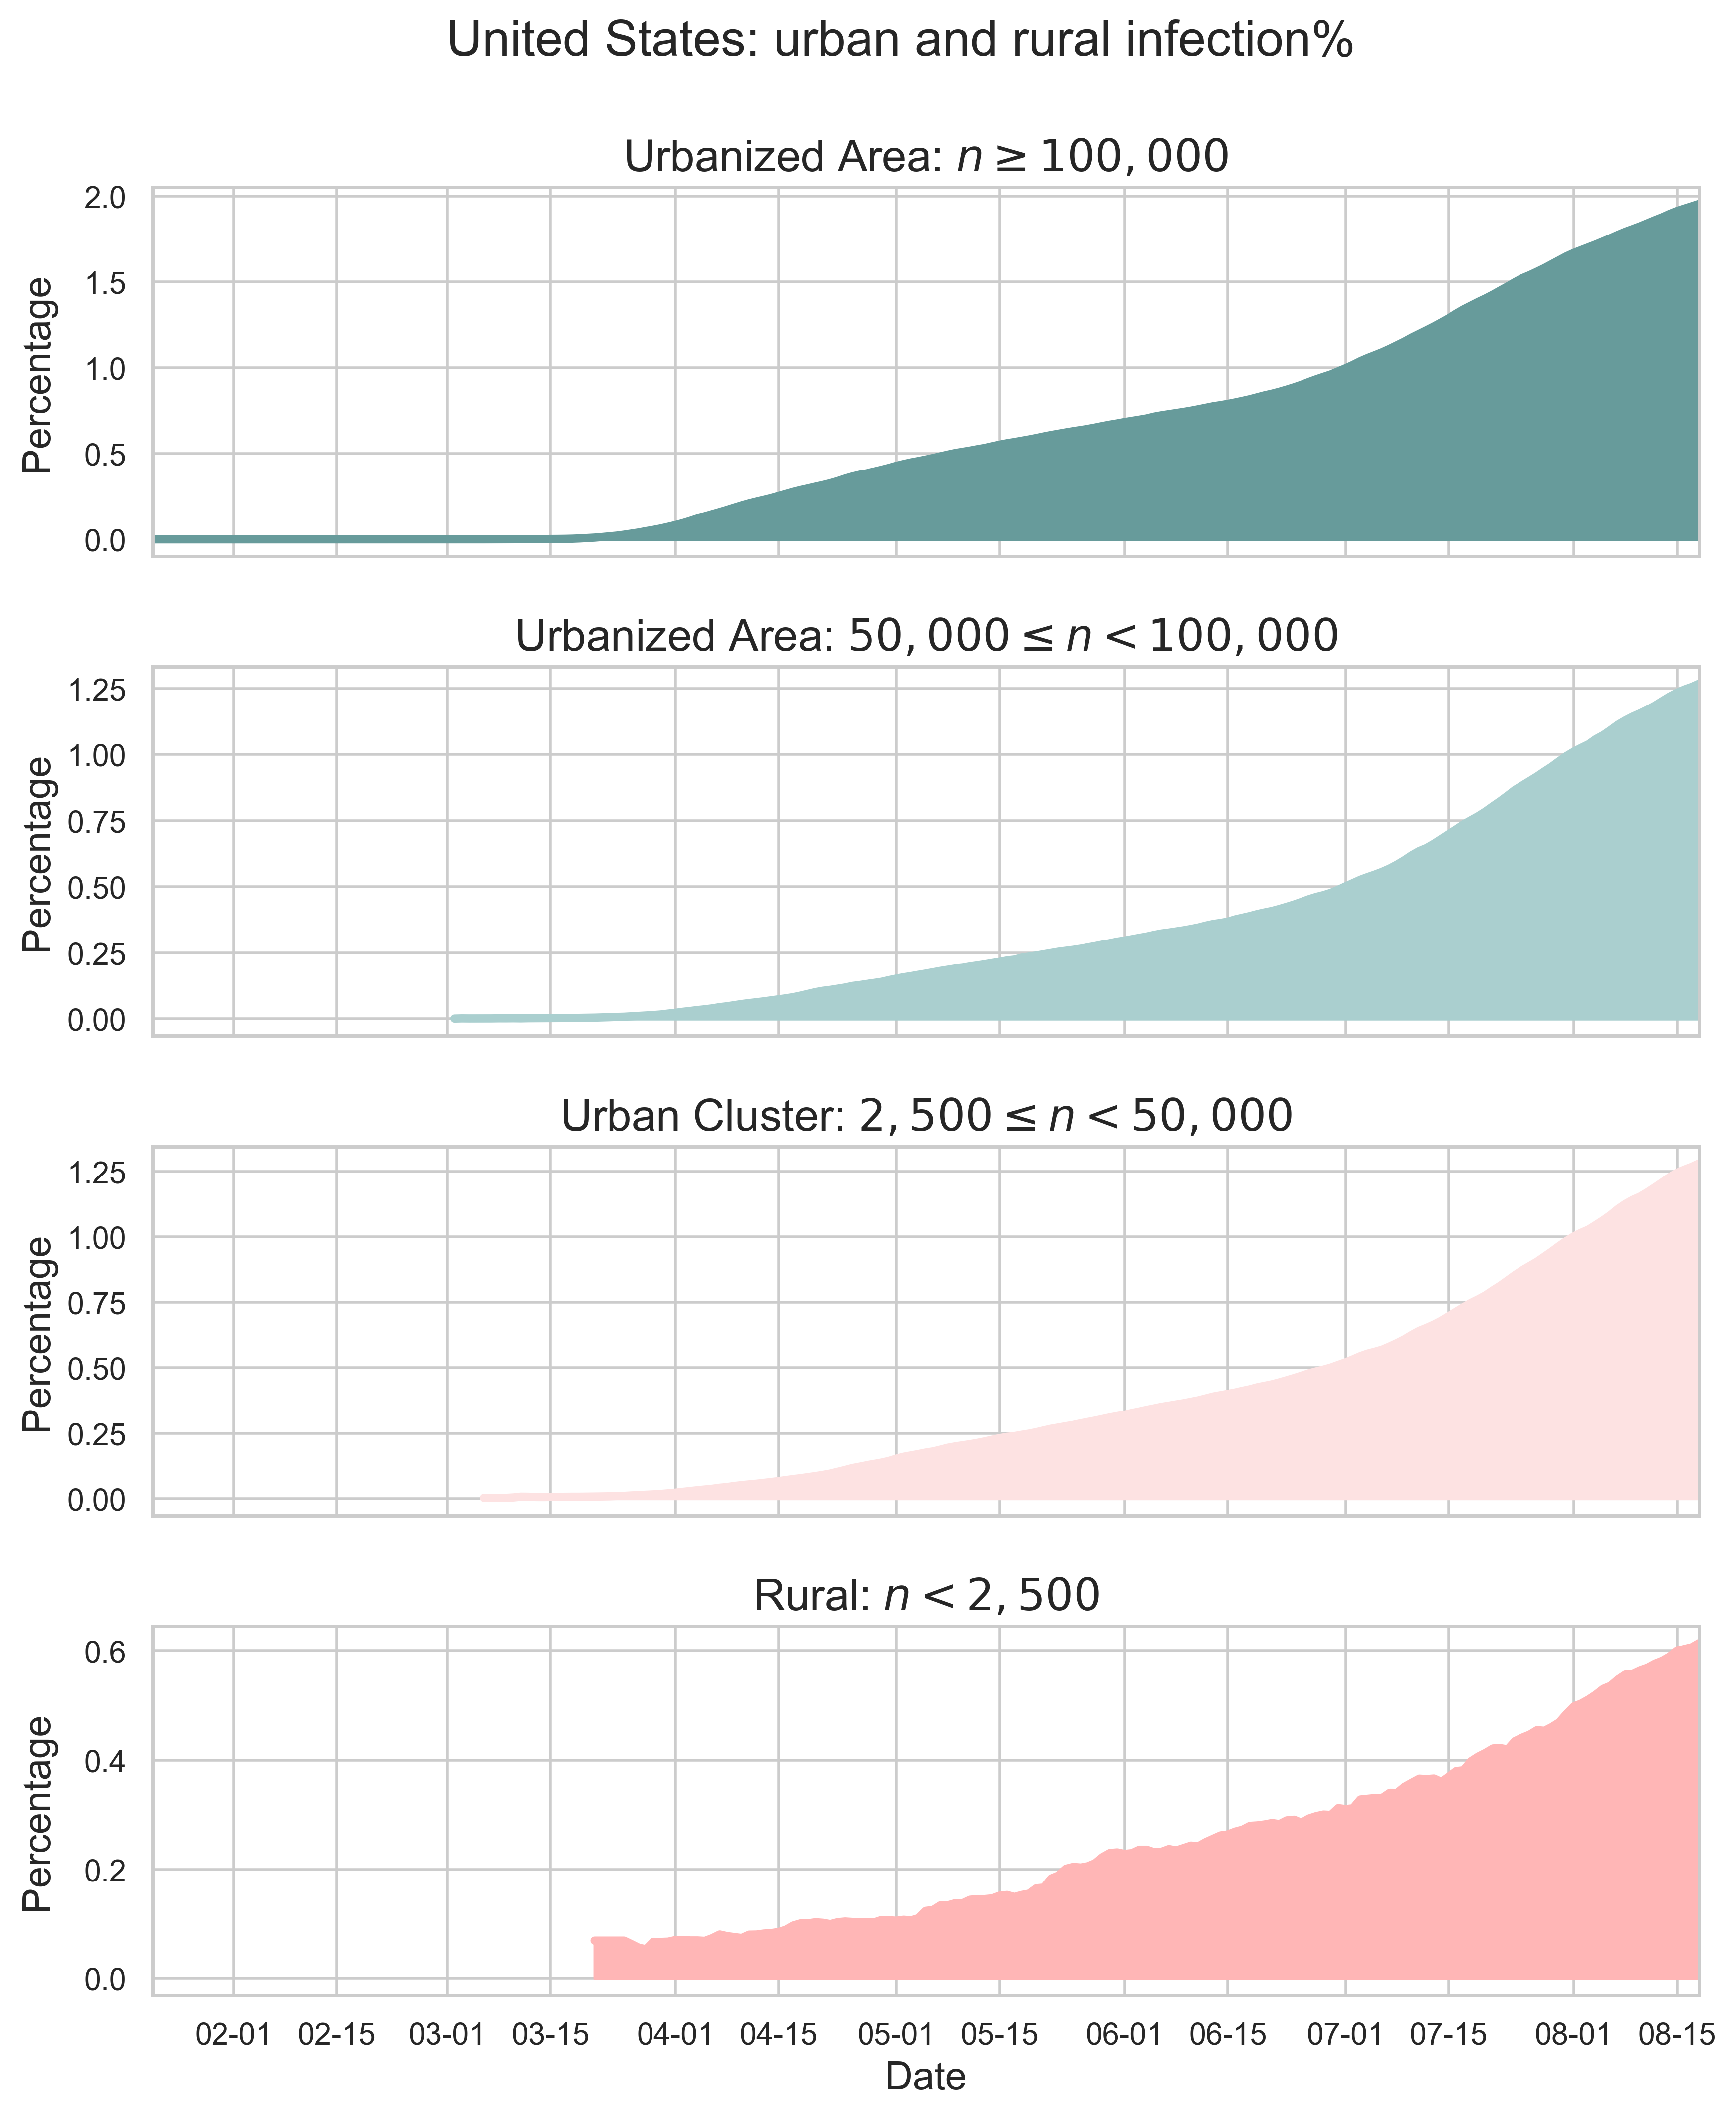 United States: urban and rural infection%
Urbanized Area: n ≥ 100, 000
2.0
1.5
1.0
0.5
0.0
Percentage
Urbanized Area: 50, 000 ≤ n < 100, 000
1.25
1.00
0.75
0.50
0.25
0.00
Percentage
Urban Cluster: 2, 500 ≤ n < 50, 000
1.25
1.00
0.75
0.50
0.25
0.00
Percentage
Rural: n < 2, 500
0.6
0.4
0.2
0.0
Percentage
02-01 02-15 03-01 03-15 04-01 04-15 05-01 05-15 06-01 06-15 07-01 07-15 08-01 08-15
Date